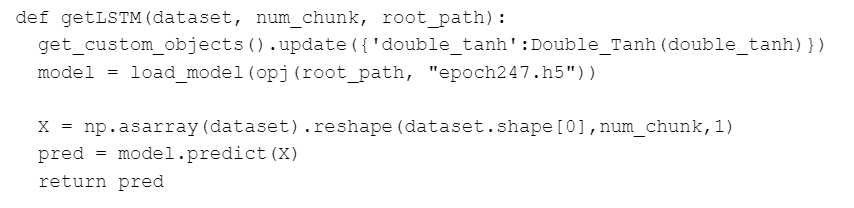 def getLSTM(dataset, num_chunk, root_path):
  get_custom_objects().update({'double_tanh':Double_Tanh(double_tanh)})
  model = load_model(opj(root_path, "epoch247.h5"))

  X = np.asarray(dataset).reshape(dataset.shape[0],num_chunk,1)
  pred = model.predict(X)
  return pred